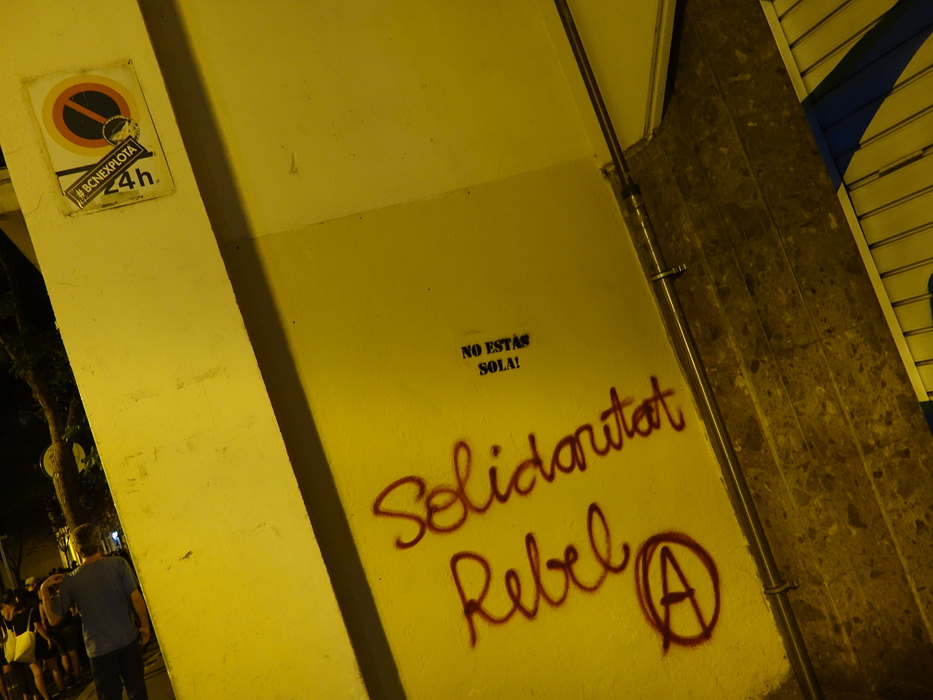 #BCNEXPLOTA
24h.
NO ESTÀS
SOLA!
Solidaritat
Rebel Ⓐ